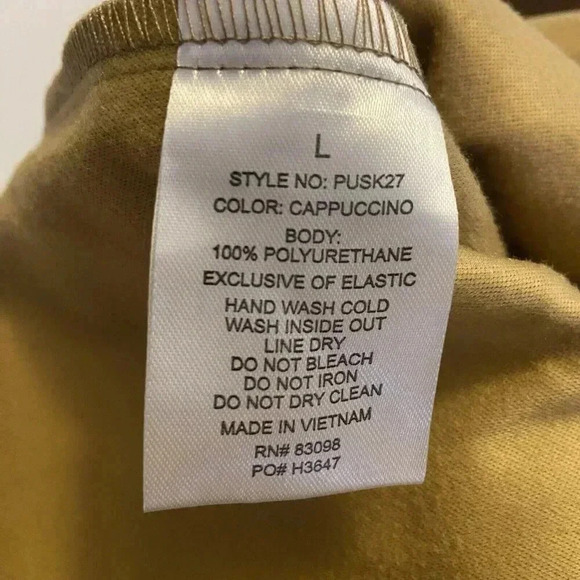 L
STYLE NO: PUSK27
COLOR: CAPPUCCINO
BODY:
100% POLYURETHANE
EXCLUSIVE OF ELASTIC
HAND WASH COLD
WASH INSIDE OUT
LINE DRY
DO NOT BLEACH
DO NOT IRON
DO NOT DRY CLEAN
MADE IN VIETNAM
RN# 83098
PO# H3647